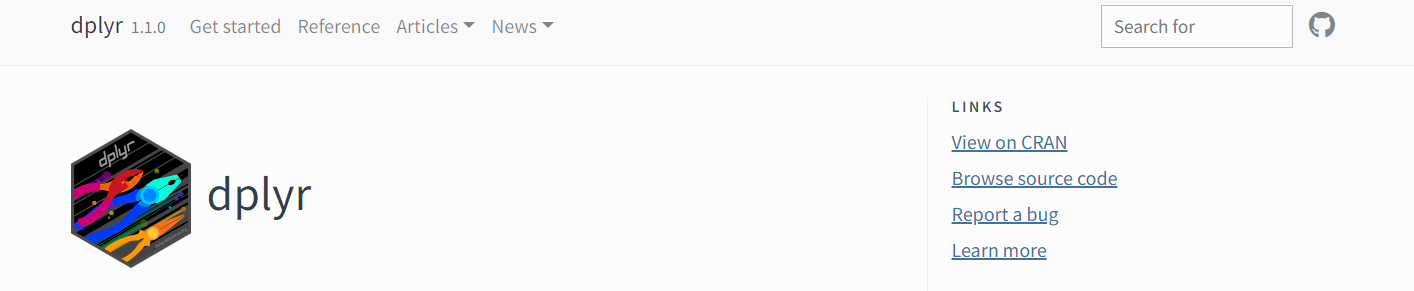 dplyr 1.1.0 Get started Reference Articles News Search for
dplyr
dplyr
LINKS
View on CRAN
Browse source code
Report a bug
Learn more